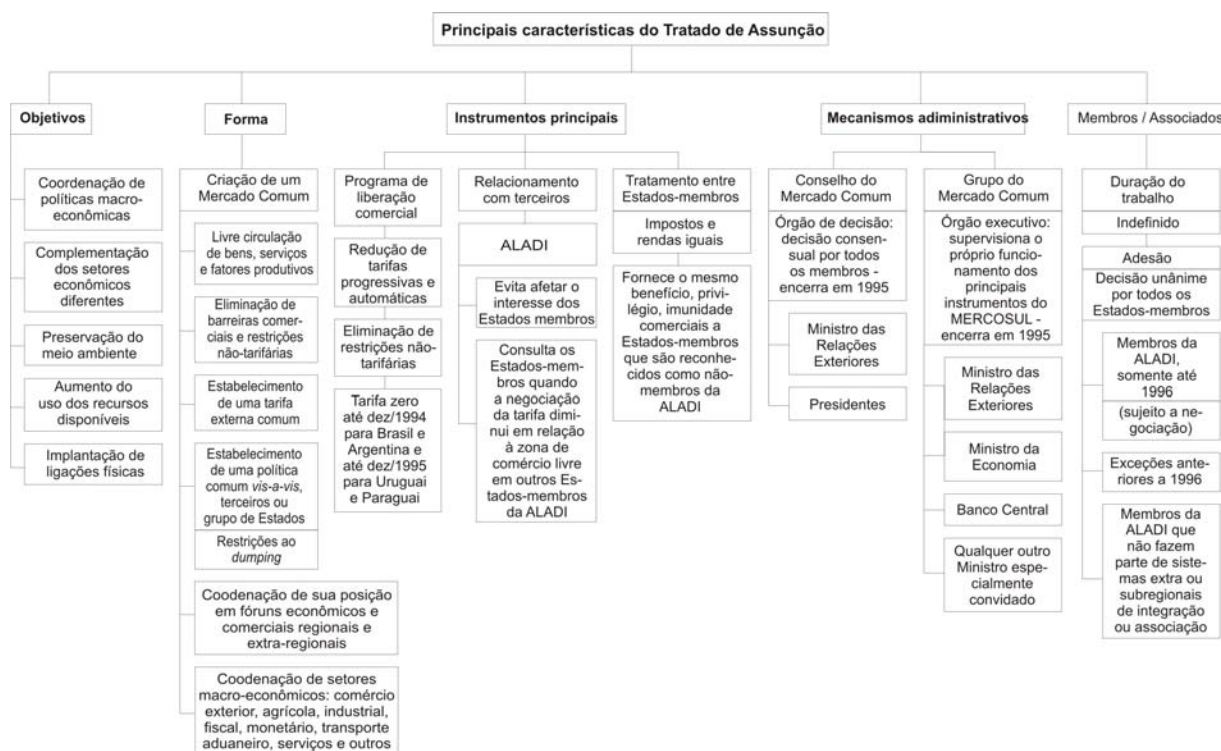 Principais características do Tratado de Assunção
Objetivos
Coordenação de
políticas macro-
econômicas
Complementação
dos setores
econômicos
diferentes
Preservação do
meio ambiente
Aumento do
uso dos recursos
disponíveis
Implantação de
ligações físicas
Forma
Criação de um
Mercado Comum
Livre circulação
de bens, serviços
e fatores produtivos
Eliminação de
barreiras comer-
ciais e restrições
não-tarifárias
Estabelecimento
de uma tarifa
externa comum
Estabelecimento
de uma política
comum vis-a-vis,
terceiros ou
grupo de Estados
Restrições ao
dumping
Coodenação de sua posição
em fóruns econômicos e
comerciais regionais e
extra-regionais
Coodenação de setores
macro-econômicos: comércio
exterior, agrícola, industrial,
fiscal, monetário, transporte
aduaneiro, serviços e outros
Instrumentos principais
Programa de
liberação
comercial
Redução de
tarifas
progressivas e
automáticas
Eliminação de
restrições não-
tarifárias
Tarifa zero
até dez/1994
para Brasil e
Argentina e
até dez/1995
para Uruguai
e Paraguai
Relacionamento
com terceiros
ALADI
Evita afetar o
interesse dos
Estados membros
Consulta os
Estados-mem-
bros quando
a negociação
da tarifa dimi-
nui em relação
à zona de
comércio livre
em outros Es-
tados-membros
da ALADI
Tratamento entre
Estados-membros
Impostos e
rendas iguais
Fornece o mesmo
benefício, privi-
légio, imunidade
comerciais a
Estados-membros
que são reconhe-
cidos como não-
membros da
ALADI
Mecanismos adiministrativos
Conselho do
Mercado Comum
Órgão de decisão:
decisão consen-
sual por todos
os membros -
encerra em 1995
Ministro das
Relações
Exteriores
Presidentes
Grupo do
Mercado Comum
Órgão executivo:
supervisiona o
próprio funcio-
namento dos
principais
instrumentos do
MERCOSUL -
encerra em 1995
Ministro das
Relações
Exteriores
Ministro da
Economia
Banco Central
Qualquer outro
Ministro espe-
cialmente
convidado
Membros / Associados
Duração do
trabalho
Indefinido
Adesão
Decisão unânime
por todos os
Estados-membros
Membros da
ALADI,
somente até
1996
(sujeito a ne-
gociação)
Exceções ante-
riores a 1996
Membros da
ALADI que
não fazem
parte de siste-
mas extra ou
subregionais
de integração
ou associação